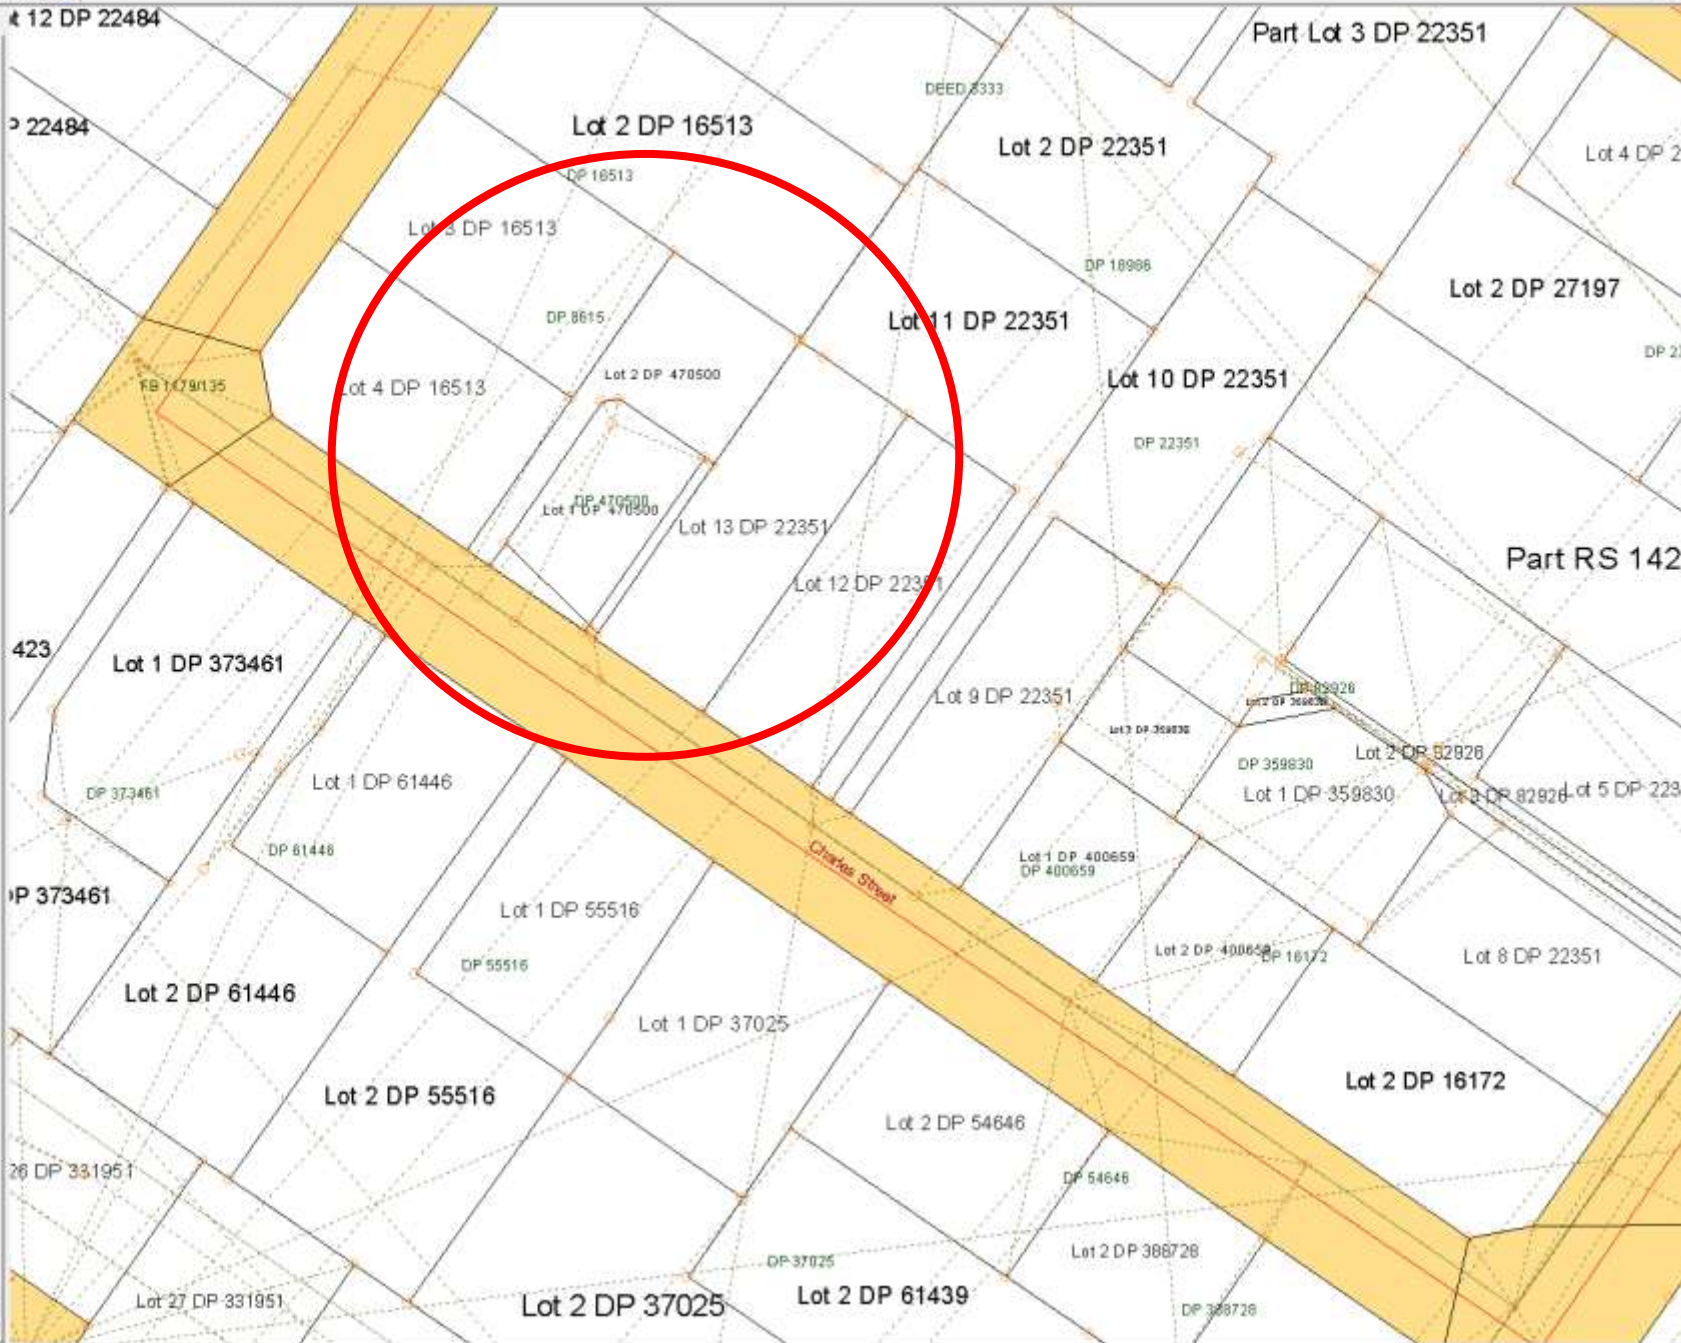 12 DP 22484
Part Lot 3 DP 22351
DEED 3333
22484
Lot 2 DP 16513
Lot 2 DP 22351
Lot 4 DP 2
DP 16513
Lot 3 DP 16513
DP 18986
Lot 2 DP 27197
DP 8615
Lot 11 DP 22351
DP 2
Lot 2 DP 470500
Lot 10 DP 22351
FB 1179/135
Lot 4 DP 16513
DP 22351
DP 470500
Lot 1 DP 470500
Lot 13 DP 22351
Part RS 142
Lot 12 DP 22351
423
Lot 1 DP 373461
Lot 9 DP 22351
DP 82926
Lot 2 DP 82926
DP 359830
Lot 1 DP 61446
DP 373461
Lot 1 DP 359830
Lot 3 DP 82926
Lot 5 DP 223
DP 61446
Charles Street
Lot 1 DP 400659
DP 400659
P 373461
Lot 1 DP 55516
Lot 2 DP 400659
DP 16172
Lot 8 DP 22351
DP 55516
Lot 2 DP 61446
Lot 1 DP 37025
Lot 2 DP 55516
Lot 2 DP 16172
Lot 2 DP 54646
26 DP 331951
DP 54646
Lot 2 DP 388728
DP 37025
Lot 27 DP 331951
Lot 2 DP 37025
Lot 2 DP 61439
DP 388728